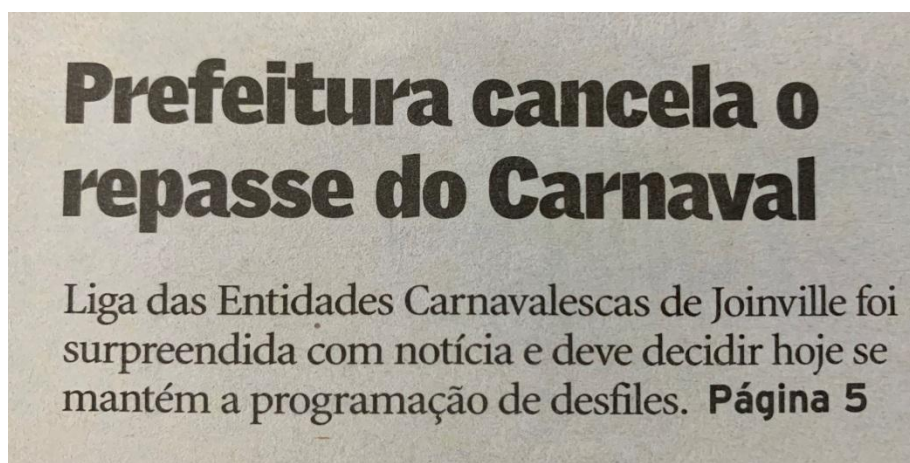 Prefeitura cancela o
repasse do Carnaval
Liga das Entidades Carnavalescas de Joinville foi
surpreendida com notícia e deve decidir hoje se
mantém a programação de desfiles. Página 5